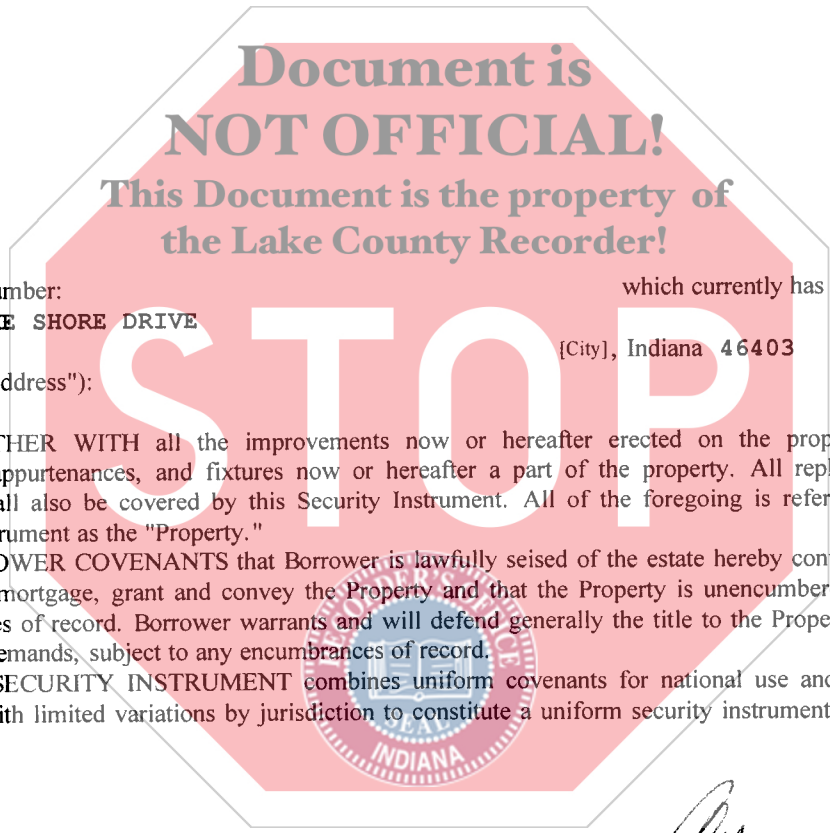 Document is
NOT OFFICIAL!
This Document is the property of
the Lake County Recorder!
umber: which currently has
E SHORE DRIVE
[City], Indiana 46403
ddress"):
STOP
THER WITH all the improvements now or hereafter erected on the prop
appurtenances, and fixtures now or hereafter a part of the property. All repl
all also be covered by this Security Instrument. All of the foregoing is refer
rument as the "Property."
OWER COVENANTS that Borrower is lawfully seised of the estate hereby con
mortgage, grant and convey the Property and that the Property is unencumber
es of record. Borrower warrants and will defend generally the title to the Prope
emands, subject to any encumbrances of record.
SECURITY INSTRUMENT combines uniform covenants for national use and
ith limited variations by jurisdiction to constitute a uniform security instrument
RECORDER'S OFFICE
SEAL
INDIANA